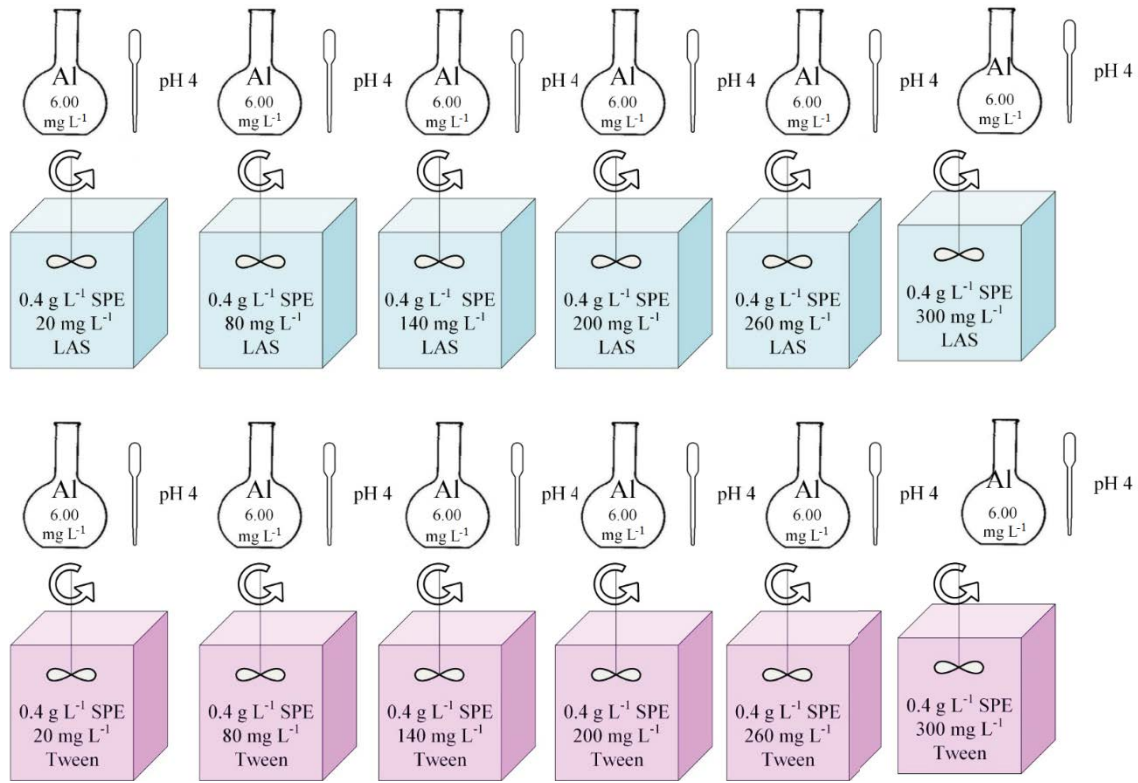 Al
6.00
mg L⁻¹
pH 4
Al
6.00
mg L⁻¹
pH 4
Al
6.00
mg L⁻¹
pH 4
Al
6.00
mg L⁻¹
pH 4
Al
6.00
mg L⁻¹
pH 4
Al
6.00
mg L⁻¹
pH 4
0.4 g L⁻¹ SPE
20 mg L⁻¹
LAS
0.4 g L⁻¹ SPE
80 mg L⁻¹
LAS
0.4 g L⁻¹ SPE
140 mg L⁻¹
LAS
0.4 g L⁻¹ SPE
200 mg L⁻¹
LAS
0.4 g L⁻¹ SPE
260 mg L⁻¹
LAS
0.4 g L⁻¹ SPE
300 mg L⁻¹
LAS
Al
6.00
mg L⁻¹
pH 4
Al
6.00
mg L⁻¹
pH 4
Al
6.00
mg L⁻¹
pH 4
Al
6.00
mg L⁻¹
pH 4
Al
6.00
mg L⁻¹
pH 4
Al
6.00
mg L⁻¹
pH 4
0.4 g L⁻¹ SPE
20 mg L⁻¹
Tween
0.4 g L⁻¹ SPE
80 mg L⁻¹
Tween
0.4 g L⁻¹ SPE
140 mg L⁻¹
Tween
0.4 g L⁻¹ SPE
200 mg L⁻¹
Tween
0.4 g L⁻¹ SPE
260 mg L⁻¹
Tween
0.4 g L⁻¹ SPE
300 mg L⁻¹
Tween